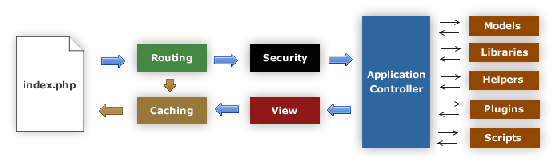 index.php
Routing
Security
Caching
View
Application
Controller
Models
Libraries
Helpers
Plugins
Scripts